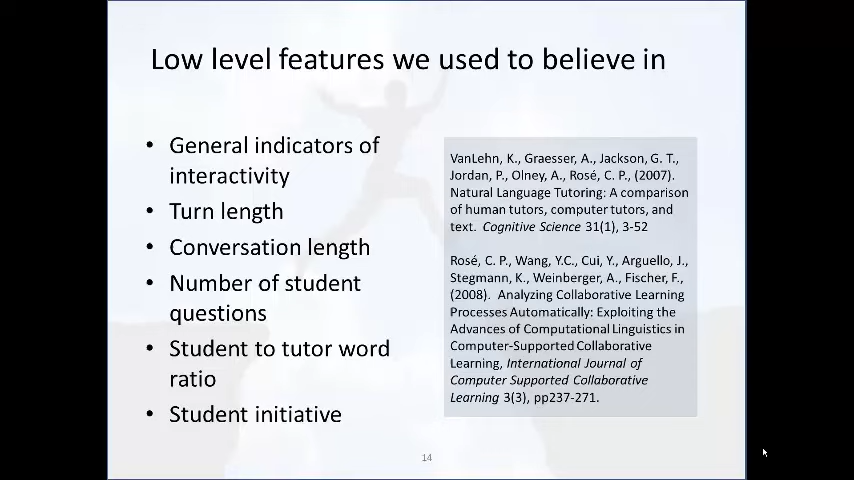 Low level features we used to believe in
• General indicators of
interactivity
• Turn length
• Conversation length
• Number of student
questions
• Student to tutor word
ratio
• Student initiative
VanLehn, K., Graesser, A., Jackson, G. T.,
Jordan, P., Olney, A., Rosé, C. P., (2007).
Natural Language Tutoring: A comparison
of human tutors, computer tutors, and
text. Cognitive Science 31(1), 3-52
Rosé, C. P., Wang, Y.C., Cui, Y., Arguello, J.,
Stegmann, K., Weinberger, A., Fischer, F.,
(2008). Analyzing Collaborative Learning
Processes Automatically: Exploiting the
Advances of Computational Linguistics in
Computer-Supported Collaborative
Learning, International Journal of
Computer Supported Collaborative
Learning 3(3), pp237-271.
14